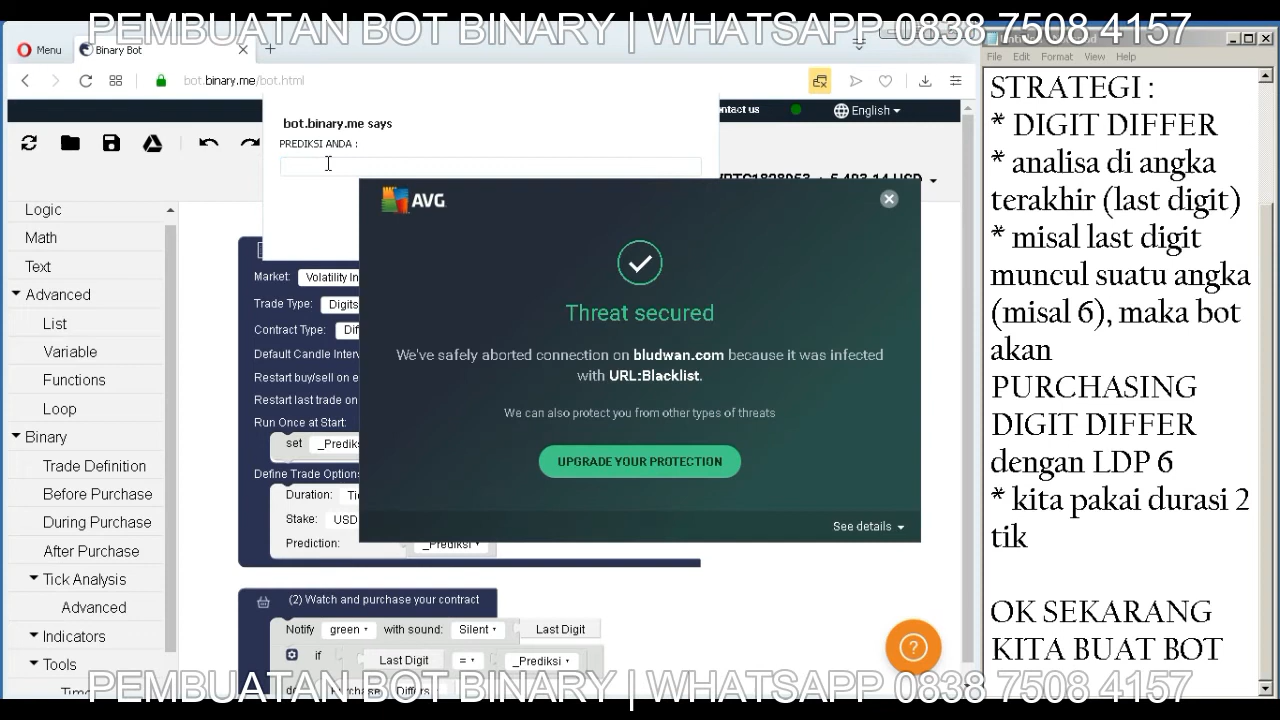 PEMBUATAN BOT BINARY | WHATSAPP 0838 7508 4157
Menu
Binary Bot
bot.binary.me/bot.html
File Edit Format View Help
ntact us
English
bot.binary.me says
PREDIKSI ANDA :
AVG
Threat secured
We've safely aborted connection on bludwan.com because it was infected
with URL:Blacklist.
We can also protect you from other types of threats
UPGRADE YOUR PROTECTION
See details
Logic
Math
Text
Advanced
List
Variable
Functions
Loop
Binary
Trade Definition
Before Purchase
During Purchase
After Purchase
Tick Analysis
Advanced
Indicators
Tools
Market: Volatility In
Trade Type: Digits
Contract Type: Dif
Default Candle Interv
Restart buy/sell on e
Restart last trade on
Run Once at Start:
set _Prediks
Define Trade Option
Duration: Ti
Stake: USD
Prediction: _Prediksi
(2) Watch and purchase your contract
Notify green with sound: Silent Last Digit
if Last Digit = _Prediksi
STRATEGI :
* DIGIT DIFFER
* analisa di angka
terakhir (last digit)
* misal last digit
muncul suatu angka
(misal 6), maka bot
akan
PURCHASING
DIGIT DIFFER
dengan LDP 6
* kita pakai durasi 2
tik
OK SEKARANG
KITA BUAT BOT
PEMBUATAN BOT BINARY | WHATSAPP 0838 7508 4157